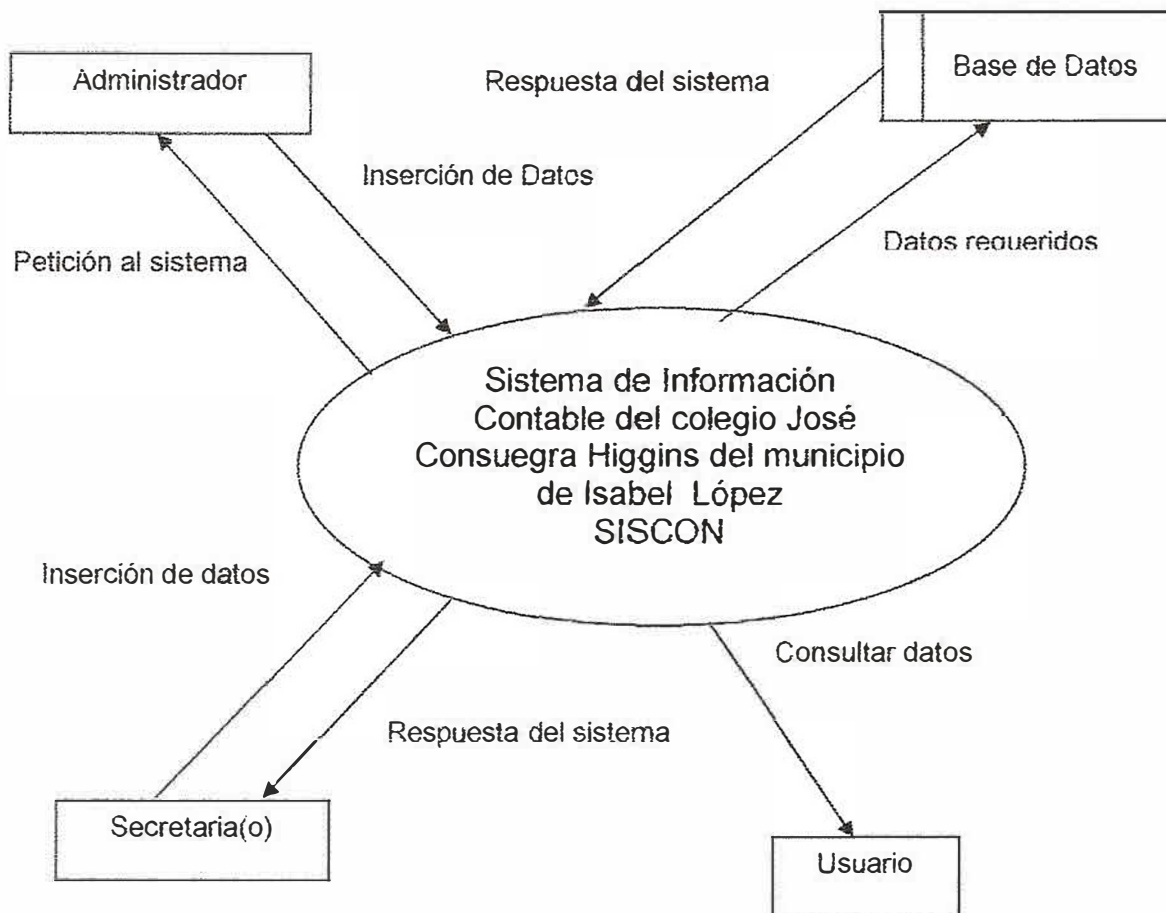 Administrador
Respuesta del sistema
Base de Datos
Inserción de Datos
Petición al sistema
Datos requeridos
Sistema de Información
Contable del colegio José
Consuegra Higgins del municipio
de Isabel López
SISCON
Inserción de datos
Consultar datos
Respuesta del sistema
Secretaria(o)
Usuario